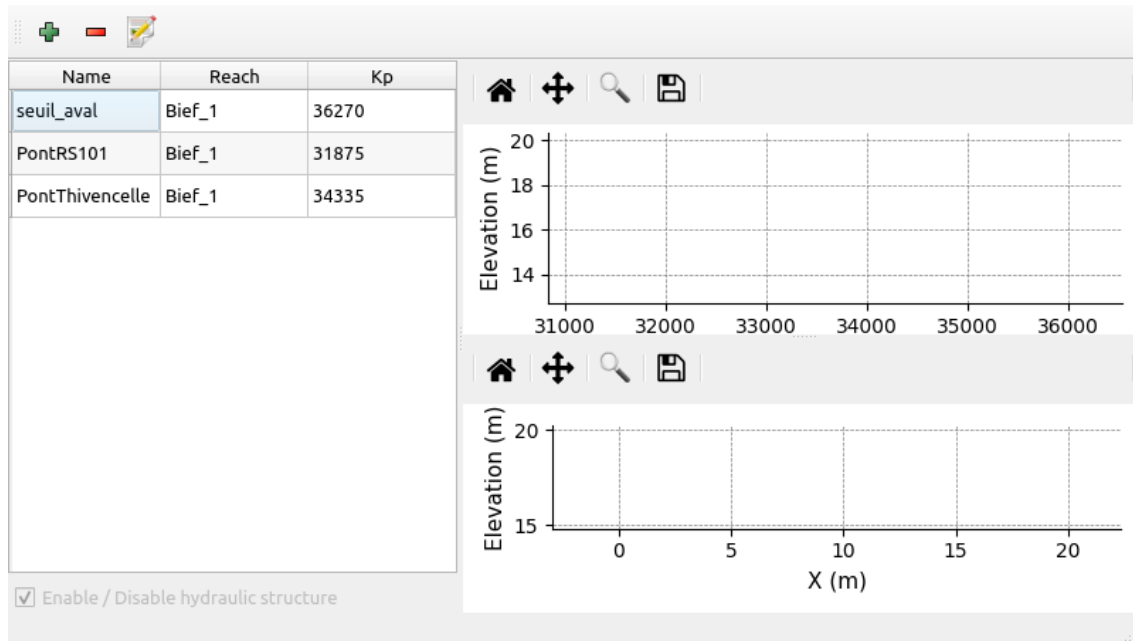 Name Reach Kp
seuil_aval Bief_1 36270
PontRS101 Bief_1 31875
PontThivencelle Bief_1 34335
Enable / Disable hydraulic structure
Elevation (m)
20
18
16
14
31000 32000 33000 34000 35000 36000
Elevation (m)
20
15
0 5 10 15 20
X (m)